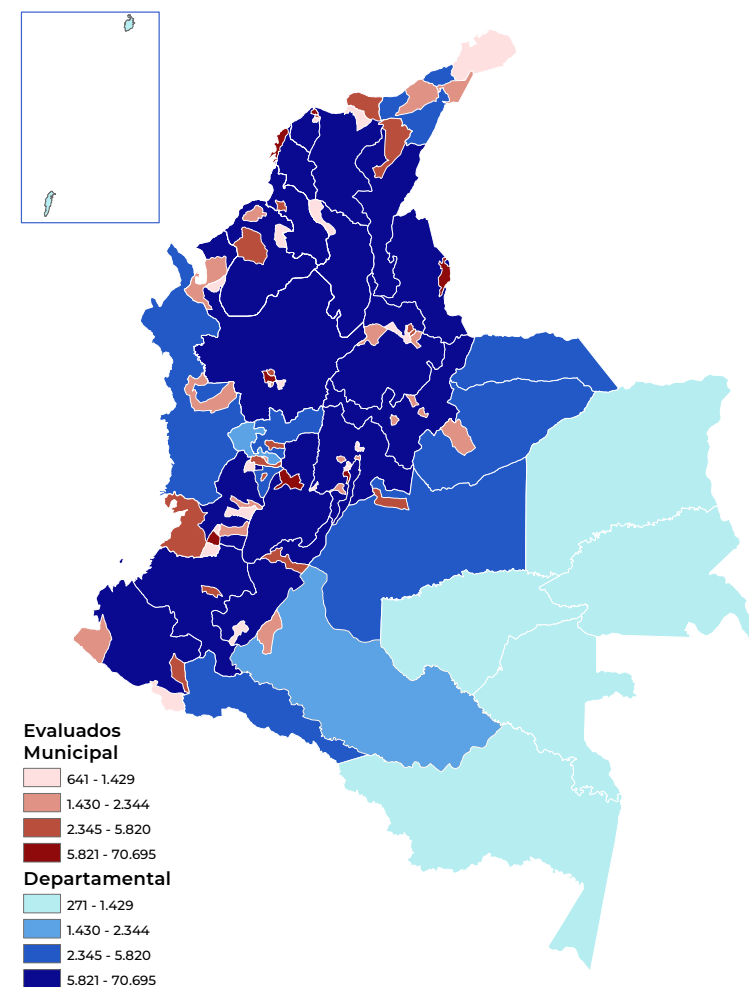 Evaluados
Municipal
641 - 1.429
1.430 - 2.344
2.345 - 5.820
5.821 - 70.695
Departamental
271 - 1.429
1.430 - 2.344
2.345 - 5.820
5.821 - 70.695